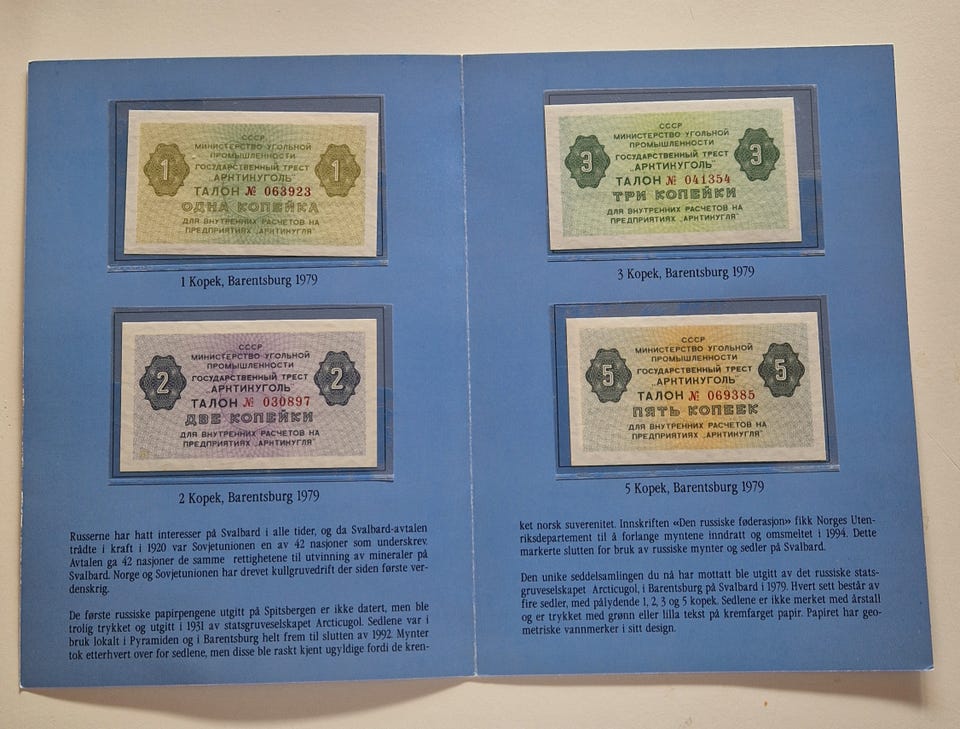 1
СССР
МИНИСТЕРСТВО УГОЛЬНОЙ
ПРОМЫШЛЕННОСТИ
ГОСУДАРСТВЕННЫЙ ТРЕСТ
„АРКТИКУГОЛЬ"
ТАЛОН № 063923
ОДНА КОПЕЙКА
ДЛЯ ВНУТРЕННИХ РАСЧЕТОВ НА
ПРЕДПРИЯТИЯХ „АРКТИКУГЛЯ"
1
1 Kopek, Barentsburg 1979
2
СССР
МИНИСТЕРСТВО УГОЛЬНОЙ
ПРОМЫШЛЕННОСТИ
ГОСУДАРСТВЕННЫЙ ТРЕСТ
„АРКТИКУГОЛЬ"
ТАЛОН № 030897
ДВЕ КОПЕЙКИ
ДЛЯ ВНУТРЕННИХ РАСЧЕТОВ НА
ПРЕДПРИЯТИЯХ „АРКТИКУГЛЯ"
2
2 Kopek, Barentsburg 1979
Russerne har hatt interesser på Svalbard i alle tider, og da Svalbard-avtalen
trådte i kraft i 1920 var Sovjetunionen en av 42 nasjoner som underskrev.
Avtalen ga 42 nasjoner de samme rettighetene til utvinning av mineraler på
Svalbard. Norge og Sovjetunionen har drevet kullgruvedrift der siden første ver-
denskrig.
De første russiske papirpengene utgitt på Spitsbergen er ikke datert, men ble
trolig trykket og utgitt i 1931 av statsgruveselskapet Arcticugol. Sedlene var i
bruk lokalt i Pyramiden og i Barentsburg helt frem til slutten av 1992. Mynter
tok etterhvert over for sedlene, men disse ble raskt kjent ugyldige fordi de kren-
3
СССР
МИНИСТЕРСТВО УГОЛЬНОЙ
ПРОМЫШЛЕННОСТИ
ГОСУДАРСТВЕННЫЙ ТРЕСТ
„АРКТИКУГОЛЬ"
ТАЛОН № 041354
ТРИ КОПЕЙКИ
ДЛЯ ВНУТРЕННИХ РАСЧЕТОВ НА
ПРЕДПРИЯТИЯХ „АРКТИКУГЛЯ"
3
3 Kopek, Barentsburg 1979
5
СССР
МИНИСТЕРСТВО УГОЛЬНОЙ
ПРОМЫШЛЕННОСТИ
ГОСУДАРСТВЕННЫЙ ТРЕСТ
„АРКТИКУГОЛЬ"
ТАЛОН № 069385
ПЯТЬ КОПЕЕК
ДЛЯ ВНУТРЕННИХ РАСЧЕТОВ НА
ПРЕДПРИЯТИЯХ „АРКТИКУГЛЯ"
5
5 Kopek, Barentsburg 1979
ket norsk suverenitet. Innskriften «Den russiske føderasjon» fikk Norges Uten-
riksdepartement til å forlange myntene inndratt og omsmeltet i 1994. Dette
markerte slutten for bruk av russiske mynter og sedler på Svalbard.
Den unike seddelsamlingen du nå har mottatt ble utgitt av det russiske stats-
gruveselskapet Arcticugol, i Barentsburg på Svalbard i 1979. Hvert sett består av
fire sedler, med pålydende 1, 2, 3 og 5 kopek. Sedlene er ikke merket med årstall
og er trykket med grønn eller lilla tekst på kremfarget papir. Papiret har geo-
metriske vannmerker i sitt design.